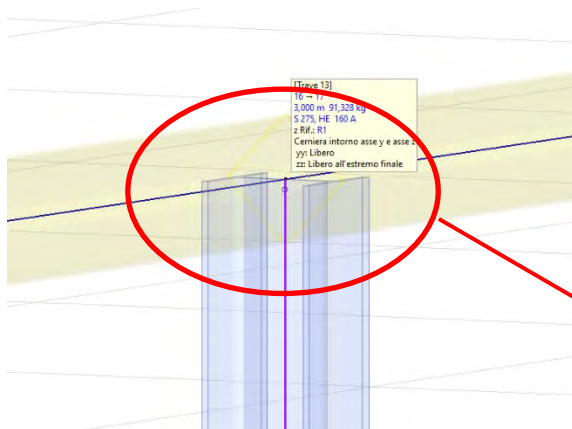 [Trave 13]
16 → 17
3,000 m 91,328 kg
S 275, HE 160 A
z Rif.: R1
Cerniera intorno asse y e asse z
yy: Libero
zz: Libero all'estremo finale